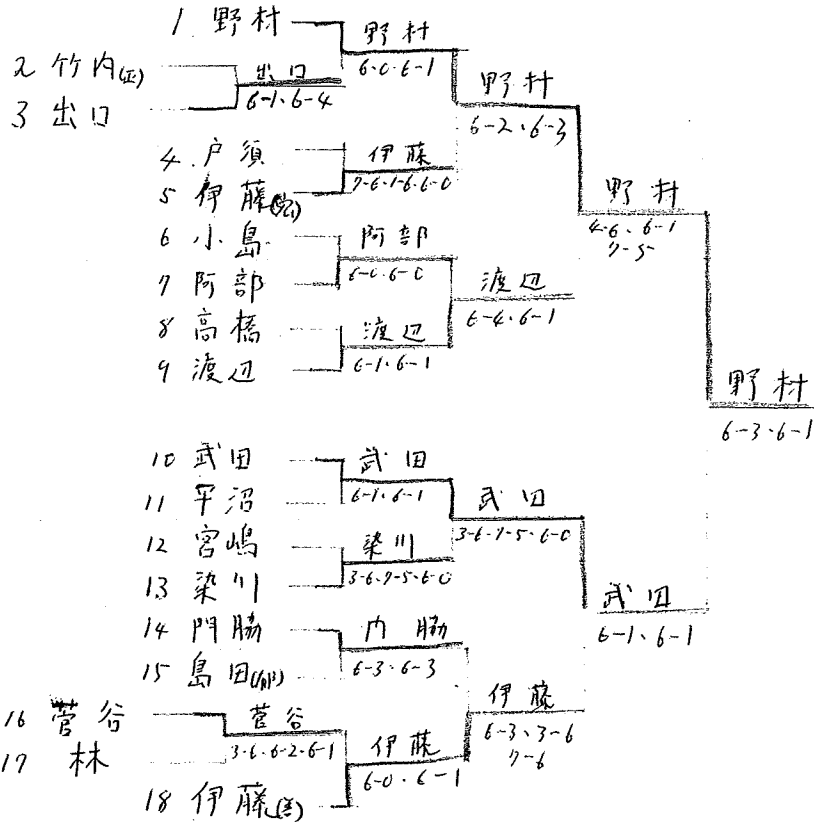 1 野村
野村
6-0.6-1
2 竹内(正)
出口
6-1、6-4
3 出口
野村
6-2、6-3
4 戸須
伊藤
7-6.1-6.6-0
5 伊藤
野村
4-6、6-1
7-5
6 小島
阿部
6-0.6-0
7 阿部
渡辺
6-4、6-1
8 高橋
渡辺
6-1.6-1
9 渡辺
野村
6-3、6-1
10 武田
武田
6-1.6-1
11 平沼
武田
3-6-7-5、6-0
12 宮嶋
染川
3-6.7-5、6-0
13 染川
武田
6-1、6-1
14 門脇
門脇
6-3、6-3
15 島田
伊藤
6-3、3-6
7-6
16 菅谷
菅谷
3-6.6-2.6-1
17 林
伊藤
6-0.6-1
18 伊藤